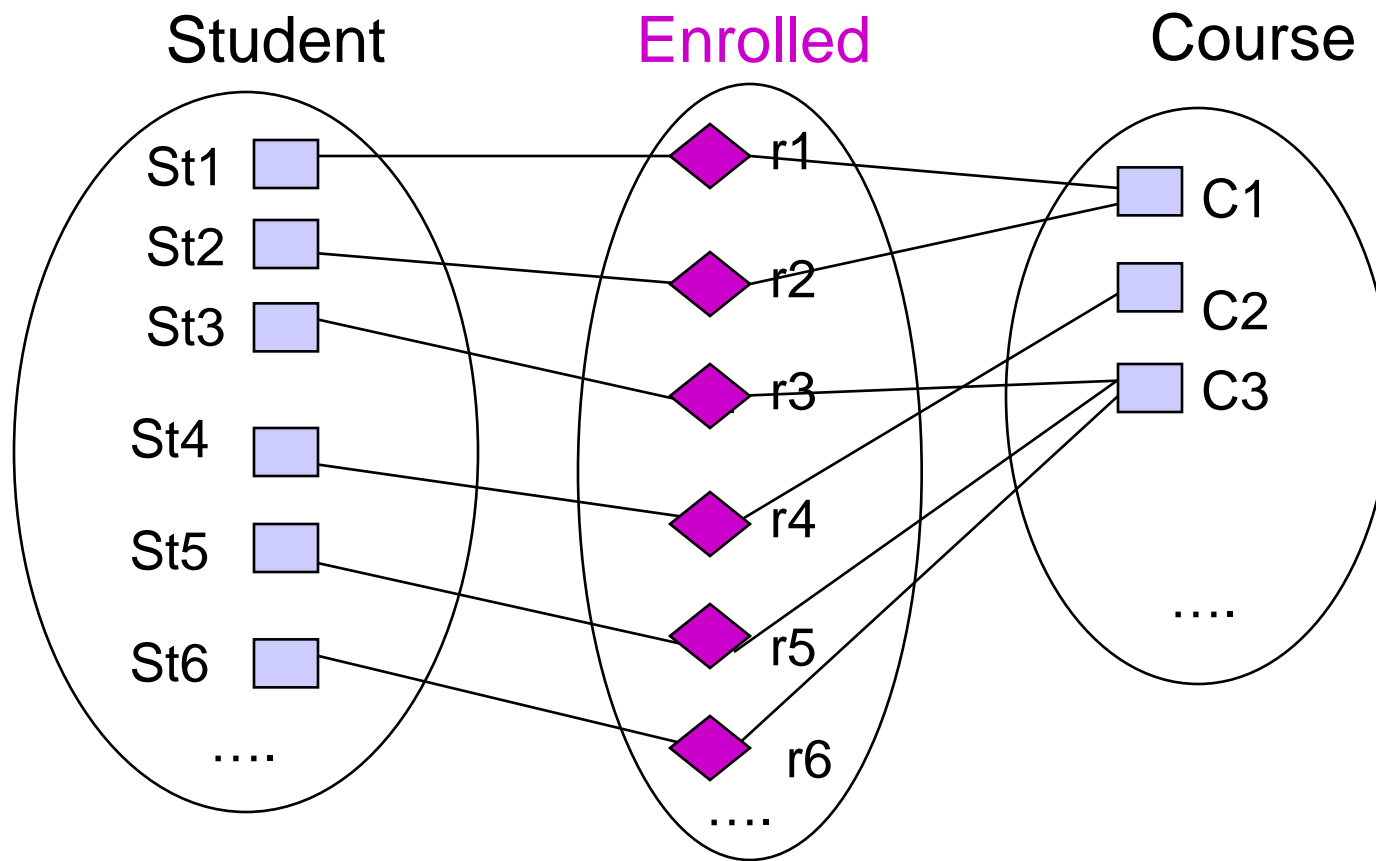 Student
Enrolled
Course
St1
St2
St3
St4
St5
St6
....
r1
r2
r3
r4
r5
r6
....
C1
C2
C3
....